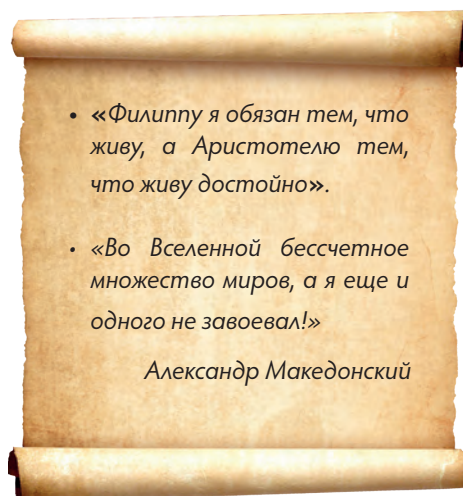 • «Филиппу я обязан тем, что
живу, а Аристотелю тем,
что живу достойно».
• «Во Вселенной бессчетное
множество миров, а я еще и
одного не завоевал!»
Александр Македонский